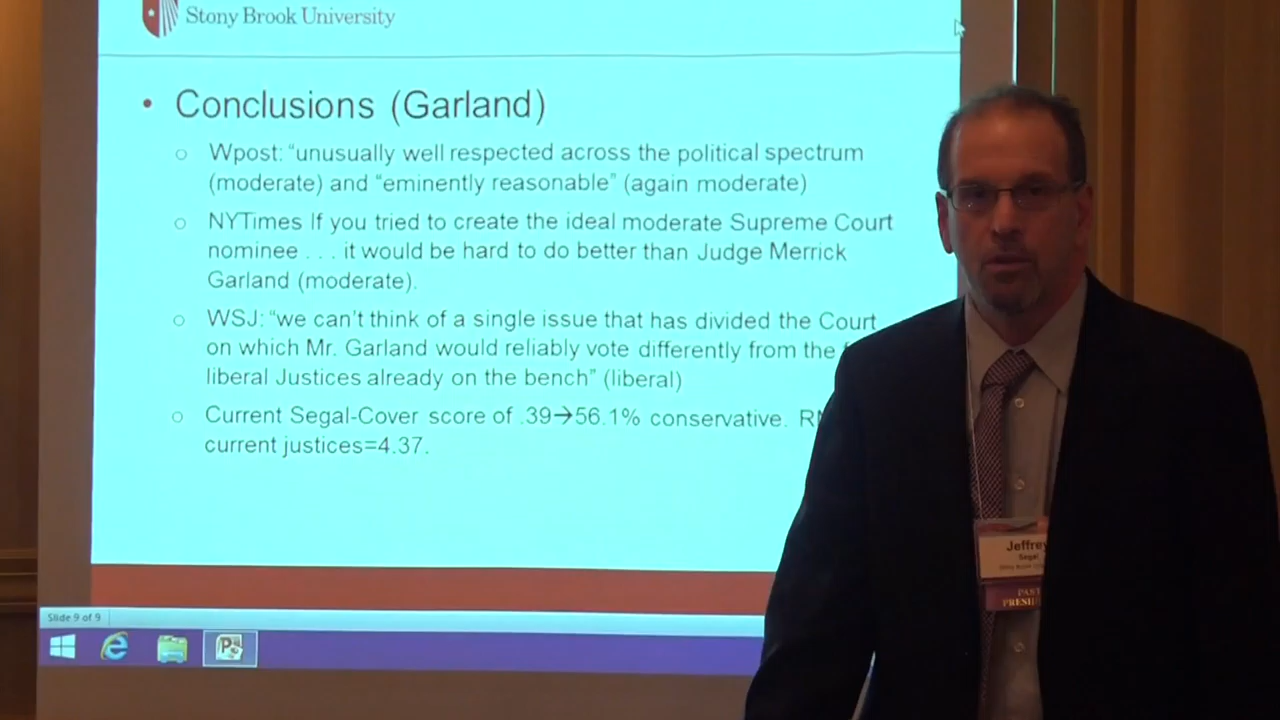 Stony Brook University
• Conclusions (Garland)
○ Wpost: “unusually well respected across the political spectrum
(moderate) and “eminently reasonable” (again moderate)
○ NYTimes If you tried to create the ideal moderate Supreme Court
nominee . . . it would be hard to do better than Judge Merrick
Garland (moderate).
○ WSJ: “we can’t think of a single issue that has divided the Court
on which Mr. Garland would reliably vote differently from the
liberal Justices already on the bench” (liberal)
○ Current Segal-Cover score of .39→56.1% conservative.
current justices=4.37.
Slide 9 of 9
Jeffrey
Segal
Stony Brook
PAST
PRESI